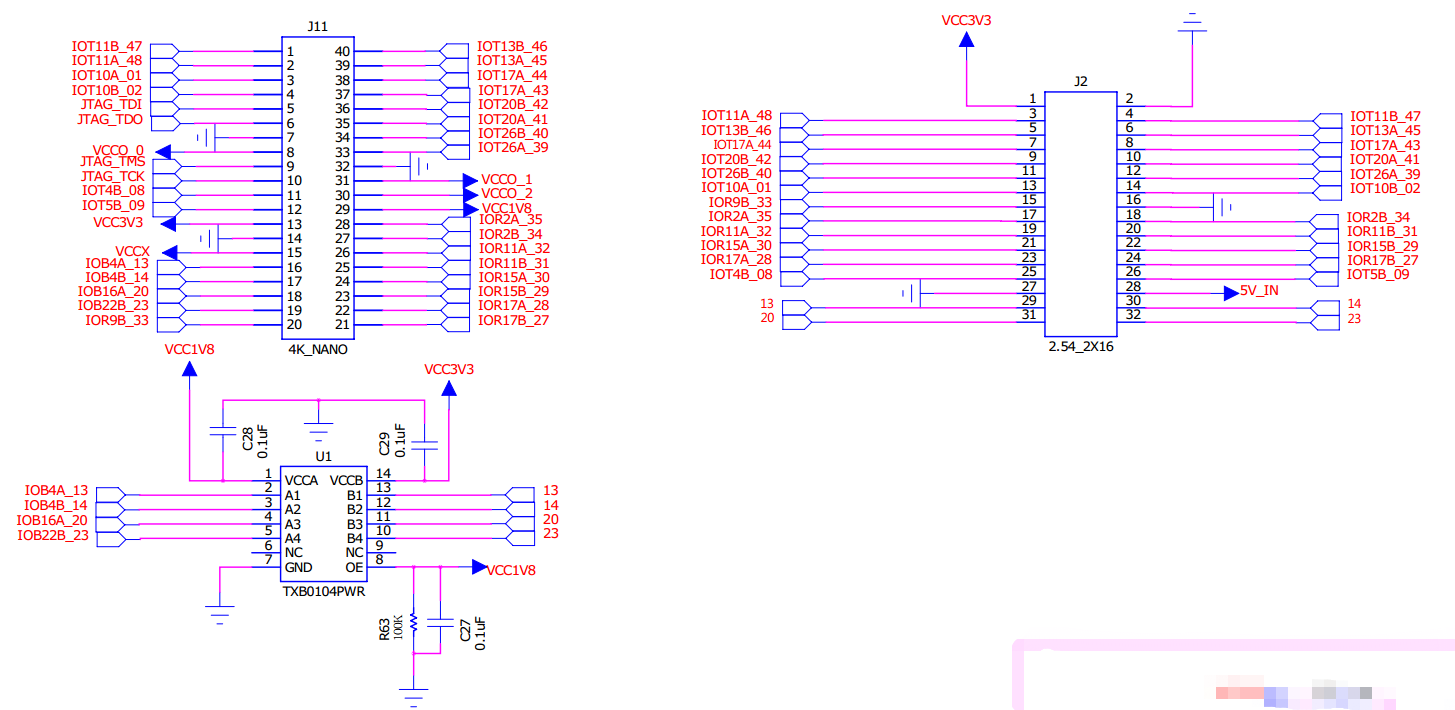 J11
IOT11B_47 1 40 IOT13B_46
IOT11A_48 2 39 IOT13A_45
IOT10A_01 3 38 IOT17A_44
IOT10B_02 4 37 IOT17A_43
JTAG_TDI 5 36 IOT20B_42
JTAG_TDO 6 35 IOT20A_41
7 34 IOT26B_40
VCCO_0 8 33 IOT26A_39
JTAG_TMS 9 32
JTAG_TCK 10 31 VCCO_1
IOT4B_08 11 30 VCCO_2
IOT5B_09 12 29 VCC1V8
VCC3V3 13 28 IOR2A_35
14 27 IOR2B_34
VCCX 15 26 IOR11A_32
IOB4A_13 16 25 IOR11B_31
IOB4B_14 17 24 IOR15A_30
IOB16A_20 18 23 IOR15B_29
IOB22B_23 19 22 IOR17A_28
IOR9B_33 20 21 IOR17B_27
4K_NANO
VCC3V3
J2
1 2
IOT11A_48 3 4 IOT11B_47
IOT13B_46 5 6 IOT13A_45
IOT17A_44 7 8 IOT17A_43
IOT20B_42 9 10 IOT20A_41
IOT26B_40 11 12 IOT26A_39
IOT10A_01 13 14 IOT10B_02
IOR9B_33 15 16
IOR2A_35 17 18 IOR2B_34
IOR11A_32 19 20 IOR11B_31
IOR15A_30 21 22 IOR15B_29
IOR17A_28 23 24 IOR17B_27
IOT4B_08 25 26 IOT5B_09
27 28 5V_IN
13 29 30 14
20 31 32 23
2.54_2X16
VCC1V8
VCC3V3
C28
0.1uF
C29
0.1uF
U1
1 VCCA VCCB 14
IOB4A_13 2 A1 B1 13 13
IOB4B_14 3 A2 B2 12 14
IOB16A_20 4 A3 B3 11 20
IOB22B_23 5 A4 B4 10 23
6 NC NC 9
7 GND OE 8 VCC1V8
TXB0104PWR
R63
100K
C27
0.1uF